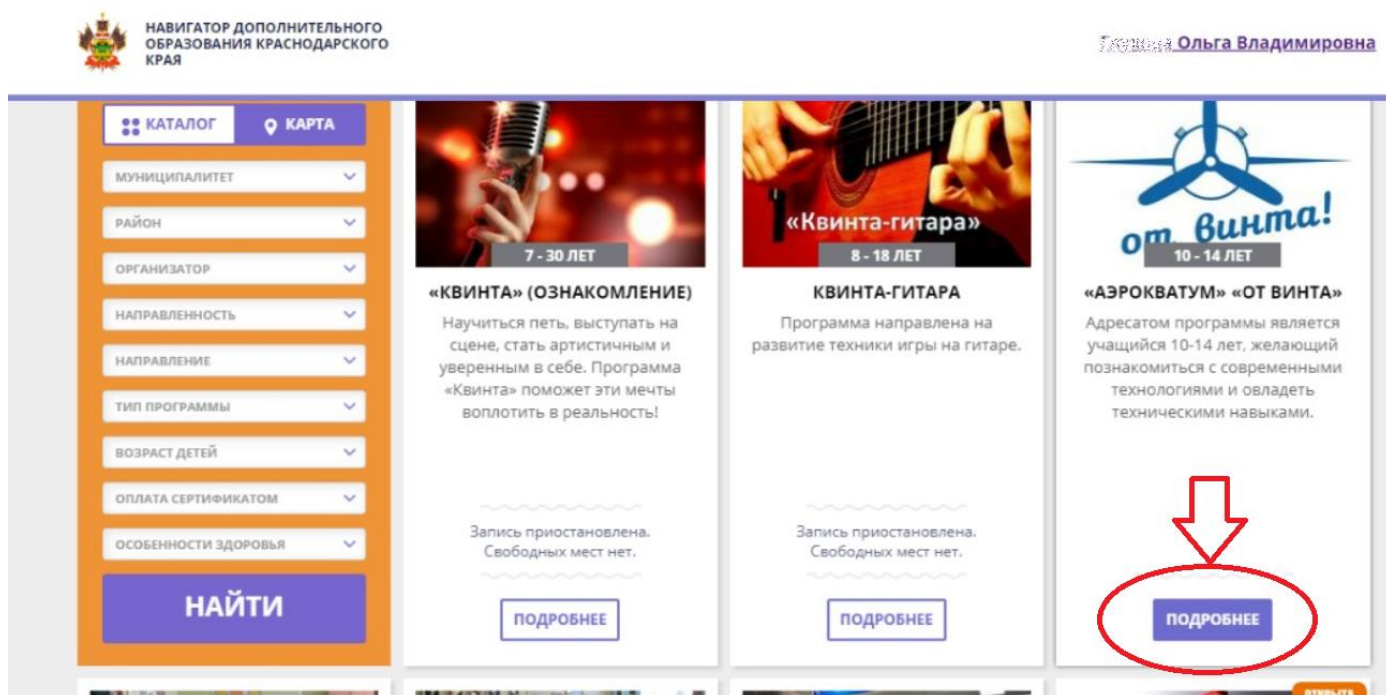 НАВИГАТОР ДОПОЛНИТЕЛЬНОГО
ОБРАЗОВАНИЯ КРАСНОДАРСКОГО
КРАЯ
Ольга Владимировна
КАТАЛОГ
КАРТА
МУНИЦИПАЛИТЕТ
РАЙОН
ОРГАНИЗАТОР
НАПРАВЛЕННОСТЬ
НАПРАВЛЕНИЕ
ТИП ПРОГРАММЫ
ВОЗРАСТ ДЕТЕЙ
ОПЛАТА СЕРТИФИКАТОМ
ОСОБЕННОСТИ ЗДОРОВЬЯ
НАЙТИ
7 - 30 ЛЕТ
«КВИНТА» (ОЗНАКОМЛЕНИЕ)
Научиться петь, выступать на
сцене, стать артистичным и
уверенным в себе. Программа
«Квинта» поможет эти мечты
воплотить в реальность!
Запись приостановлена.
Свободных мест нет.
ПОДРОБНЕЕ
«Квинта-гитара»
8 - 18 ЛЕТ
КВИНТА-ГИТАРА
Программа направлена на
развитие техники игры на гитаре.
Запись приостановлена.
Свободных мест нет.
ПОДРОБНЕЕ
от винта!
10 - 14 ЛЕТ
«АЭРОКВАТУМ» «ОТ ВИНТА»
Адресатом программы является
учащийся 10-14 лет, желающий
познакомиться с современными
технологиями и овладеть
техническими навыками.
ПОДРОБНЕЕ